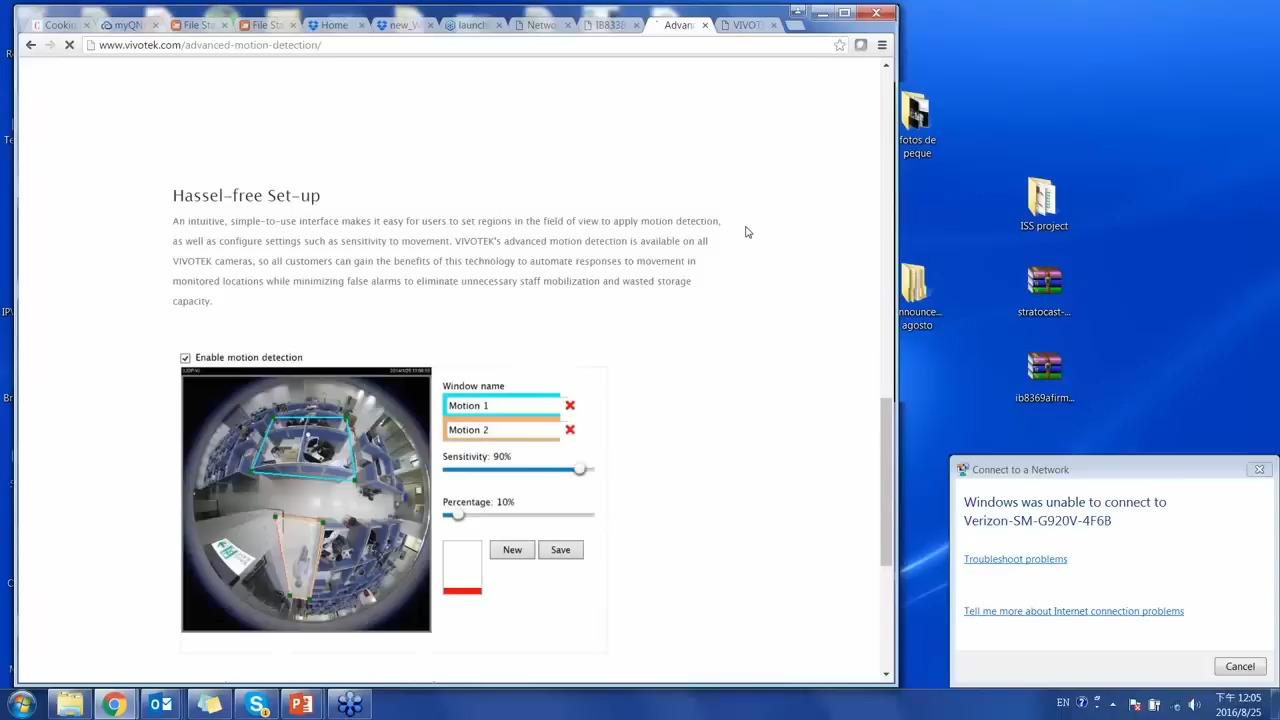 Cookin
myQN
File Sta
File Sta
Home
new_W
launch
Netwo
IB8338
Advan
VIVOT
www.vivotek.com/advanced-motion-detection/
Hassel-free Set-up
An intuitive, simple-to-use interface makes it easy for users to set regions in the field of view to apply motion detection,
as well as configure settings such as sensitivity to movement. VIVOTEK's advanced motion detection is available on all
VIVOTEK cameras, so all customers can gain the benefits of this technology to automate responses to movement in
monitored locations while minimizing false alarms to eliminate unnecessary staff mobilization and wasted storage
capacity.
Enable motion detection
Window name
Motion 1
Motion 2
Sensitivity: 90%
Percentage: 10%
New
Save
fotos de
peque
ISS project
nnounce...
agosto
stratocast-...
ib8369afirm...
Connect to a Network
Windows was unable to connect to
Verizon-SM-G920V-4F6B
Troubleshoot problems
Tell me more about Internet connection problems
Cancel
EN
下午 12:05
2016/8/25